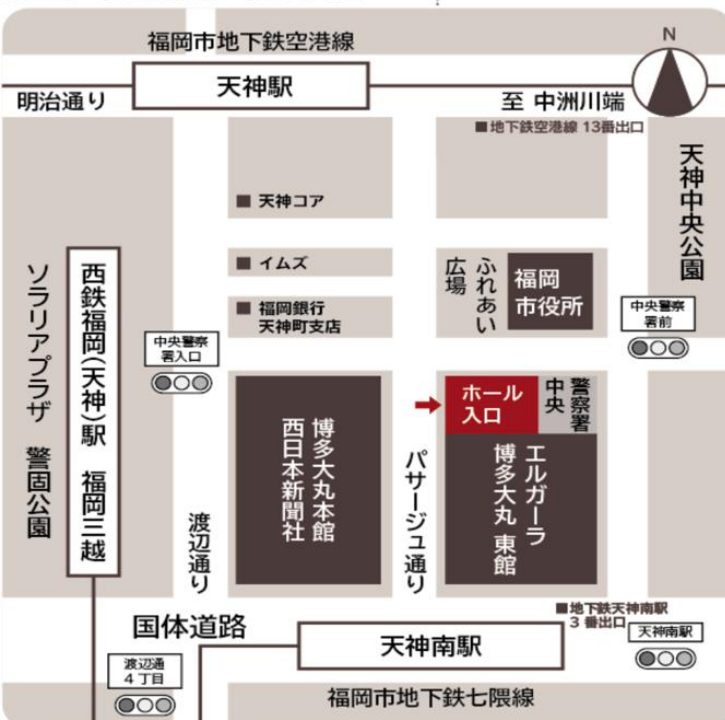 福岡市地下鉄空港線
N
天神駅
明治通り
至 中洲川端
■地下鉄空港線 13番出口
天神中央公園
■ 天神コア
■ イムズ
■ 福岡銀行
天神町支店
ふれあい
広場
福岡
市役所
中央警察
署前
中央警察
署入口
西鉄福岡(天神)駅 福岡三越
ソラリアプラザ 警固公園
ホール
入口
中央
警察署
博多大丸本館
西日本新聞社
エルガーラ
博多大丸 東館
パサージュ通り
渡辺通り
■地下鉄天神南駅
3 番出口
国体道路
天神南駅
天神南駅
渡辺通
4 丁目
福岡市地下鉄七隈線